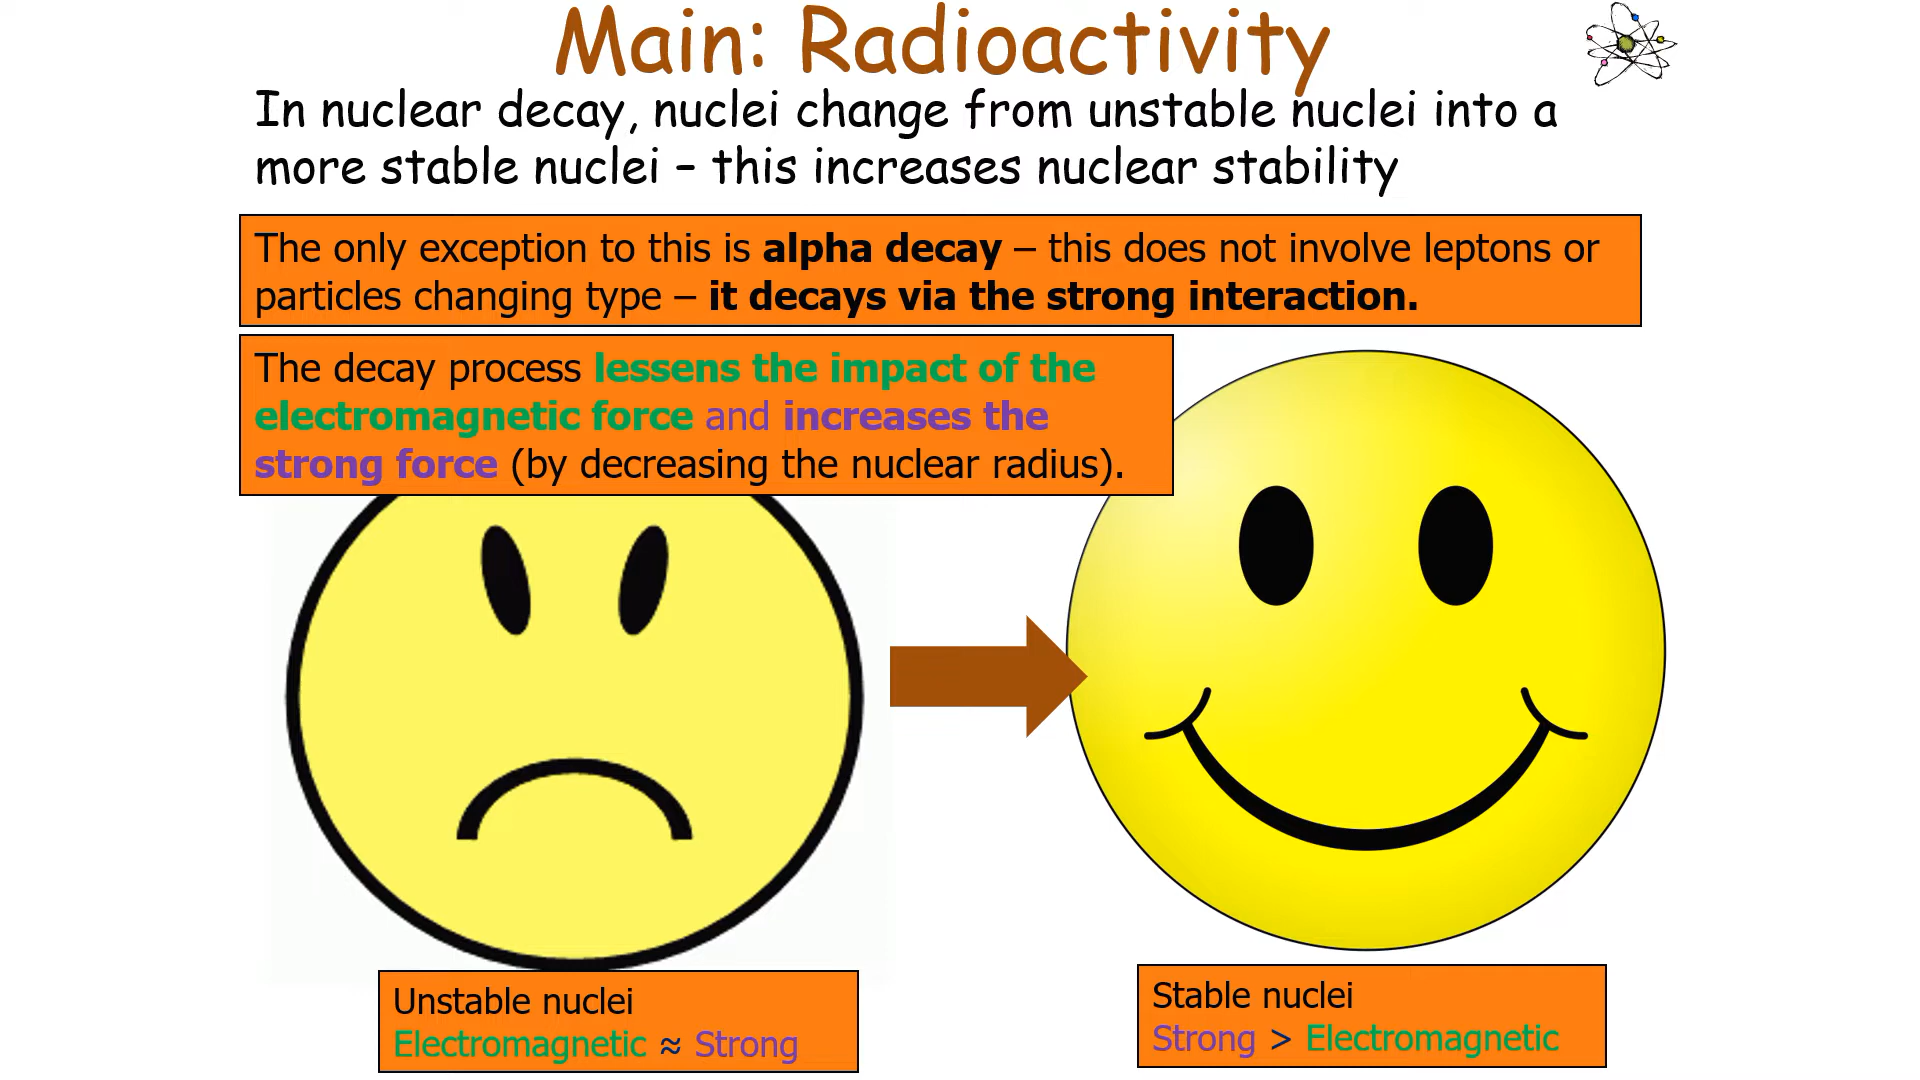 Main: Radioactivity
In nuclear decay, nuclei change from unstable nuclei into a
more stable nuclei – this increases nuclear stability
The only exception to this is alpha decay – this does not involve leptons or
particles changing type – it decays via the strong interaction.
The decay process lessens the impact of the
electromagnetic force and increases the
strong force (by decreasing the nuclear radius).
Unstable nuclei
Electromagnetic ≈ Strong
Stable nuclei
Strong > Electromagnetic